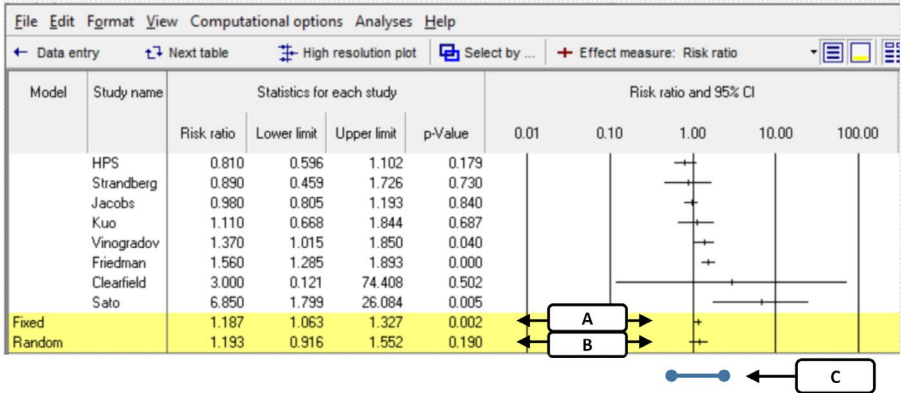 File Edit Format View Computational options Analyses Help
← Data entry Next table High resolution plot Select by ... + Effect measure: Risk ratio
Model Study name Statistics for each study Risk ratio and 95% CI
Risk ratio Lower limit Upper limit p-Value 0.01 0.10 1.00 10.00 100.00
HPS 0.810 0.596 1.102 0.179
Strandberg 0.890 0.459 1.726 0.730
Jacobs 0.980 0.805 1.193 0.840
Kuo 1.110 0.668 1.844 0.687
Vinogradov 1.370 1.015 1.850 0.040
Friedman 1.560 1.285 1.893 0.000
Clearfield 3.000 0.121 74.408 0.502
Sato 6.850 1.799 26.084 0.005
Fixed 1.187 1.063 1.327 0.002 A
Random 1.193 0.916 1.552 0.190 B
C